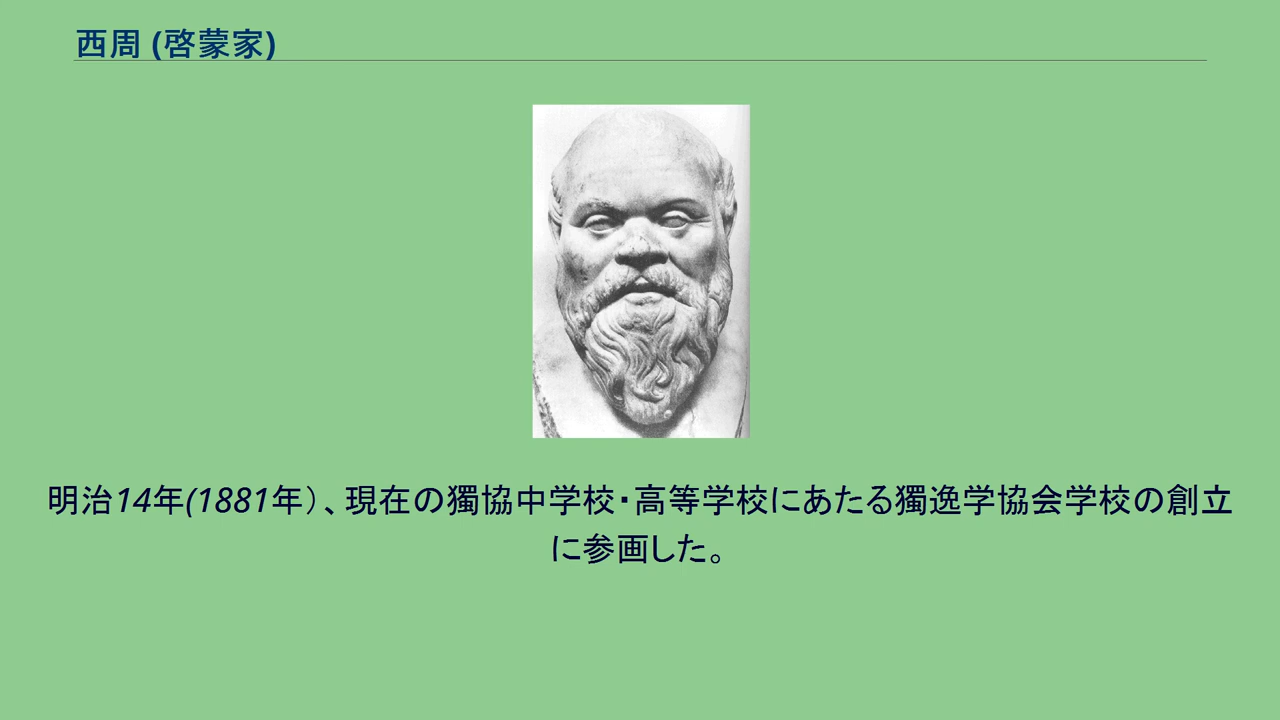 西周 (啓蒙家)
明治14年(1881年）、現在の獨協中学校・高等学校にあたる獨逸学協会学校の創立
に参画した。